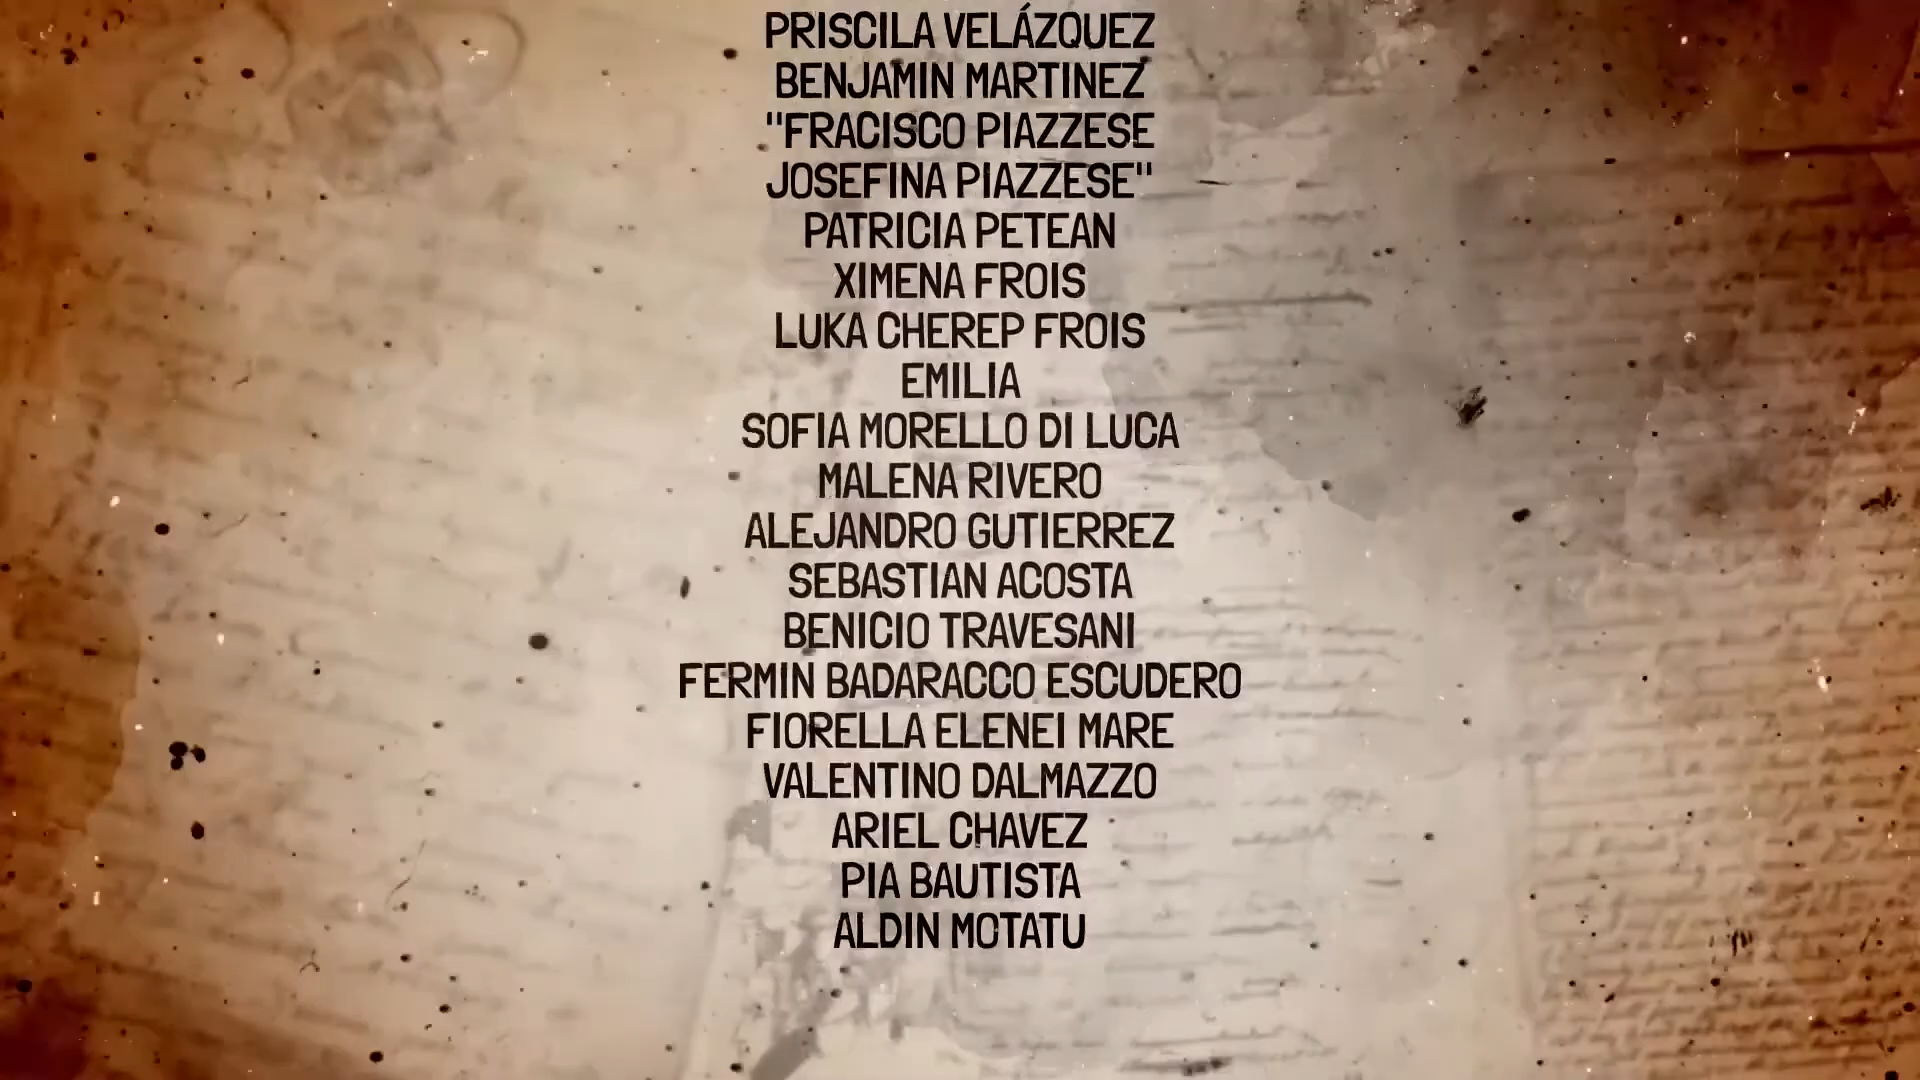 PRISCILA VELÁZQUEZ
BENJAMIN MARTINEZ
"FRACISCO PIAZZESE
JOSEFINA PIAZZESE"
PATRICIA PETEAN
XIMENA FROIS
LUKA CHEREP FROIS
EMILIA
SOFIA MORELLO DI LUCA
MALENA RIVERO
ALEJANDRO GUTIERREZ
SEBASTIAN ACOSTA
BENICIO TRAVESANI
FERMIN BADARACCO ESCUDERO
FIORELLA ELENEI MARE
VALENTINO DALMAZZO
ARIEL CHAVEZ
PIA BAUTISTA
ALDIN MOTATU